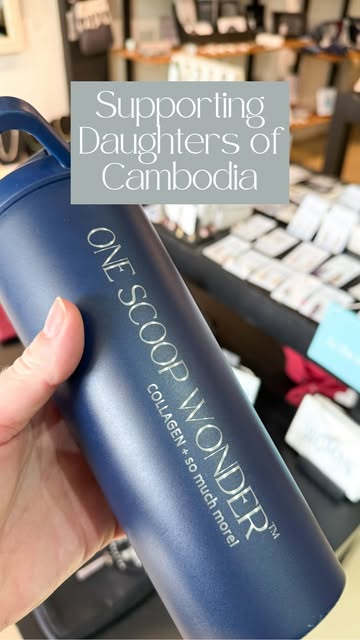 Supporting
Daughters of
Cambodia
ONE SCOOP WONDER™
COLLAGEN + so much more!